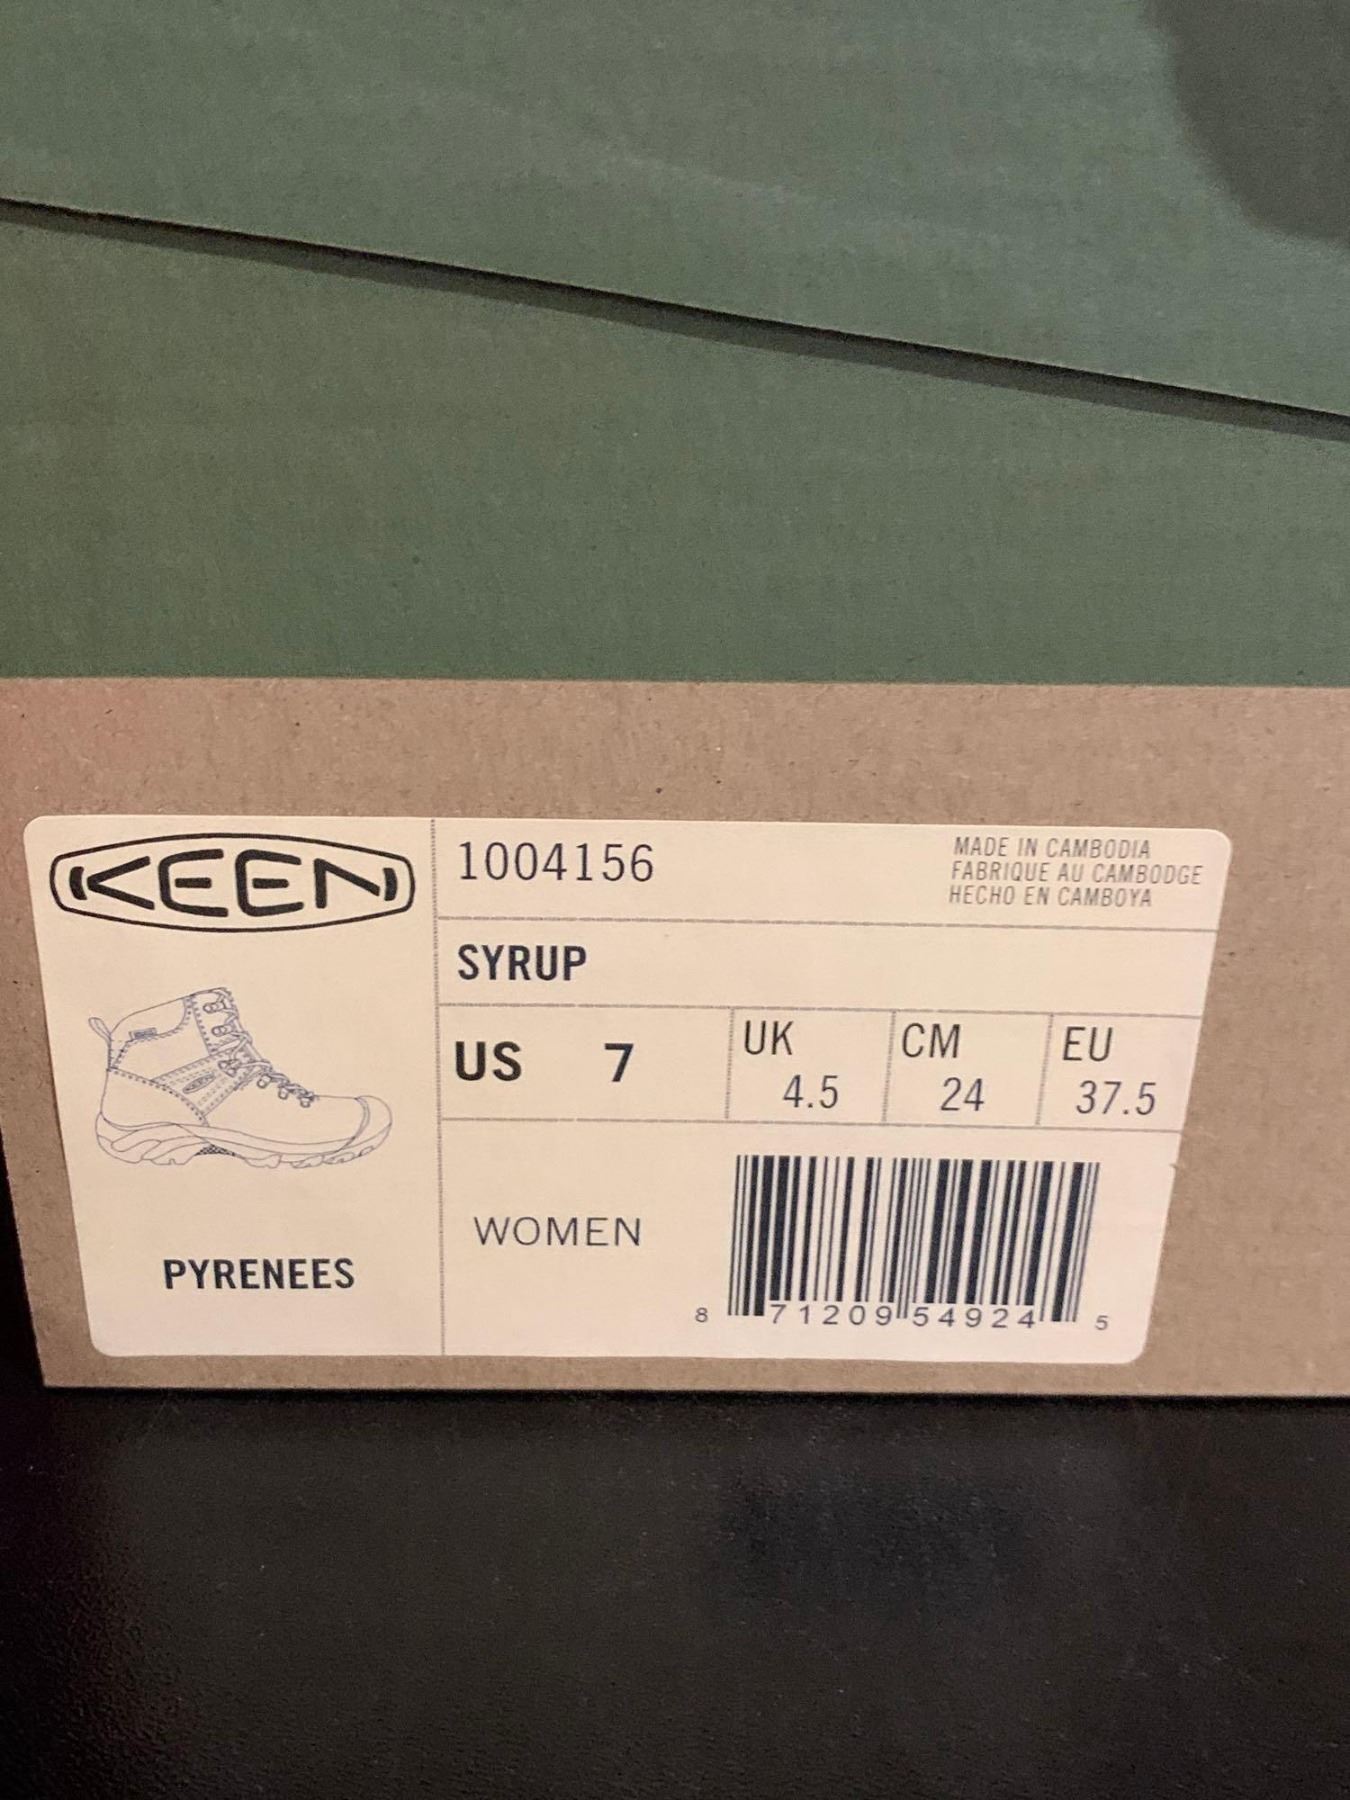 KEEN
1004156
MADE IN CAMBODIA
FABRIQUE AU CAMBODGE
HECHO EN CAMBOYA
SYRUP
US 7
UK
4.5
CM
24
EU
37.5
KEEN
PYRENEES
WOMEN
8 71209 54924 5